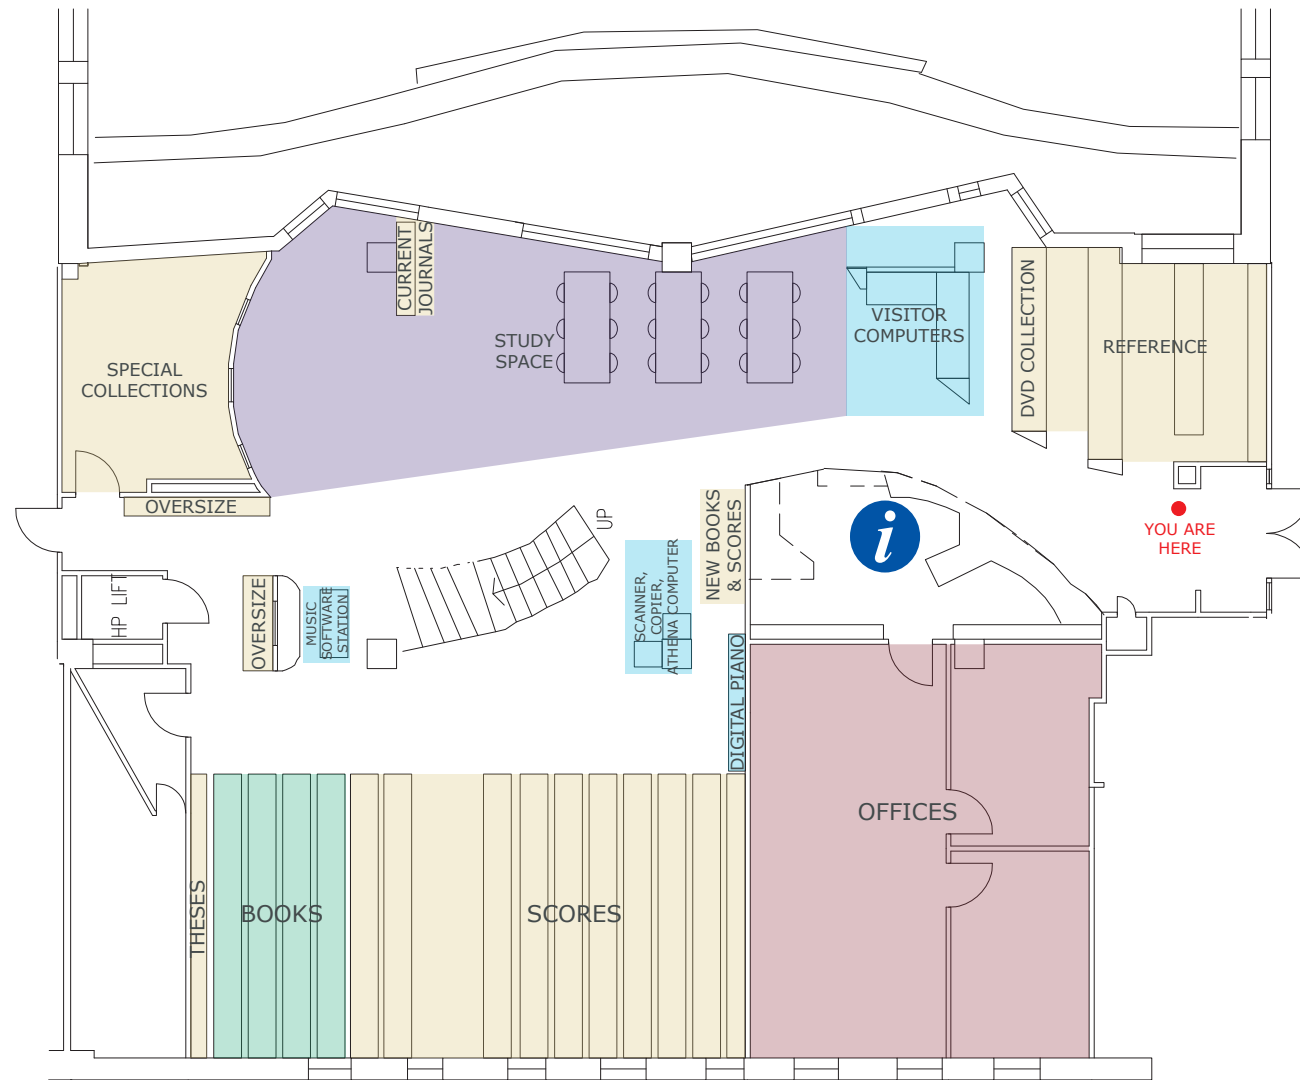 CURRENT
JOURNALS
STUDY
SPACE
VISITOR
COMPUTERS
DVD COLLECTION
REFERENCE
SPECIAL
COLLECTIONS
OVERSIZE
UP
NEW BOOKS
& SCORES
i
YOU ARE
HERE
HP LIFT
OVERSIZE
MUSIC
SOFTWARE
STATION
SCANNER,
COPIER,
ATHENA COMPUTER
DIGITAL PIANO
OFFICES
THESES
BOOKS
SCORES